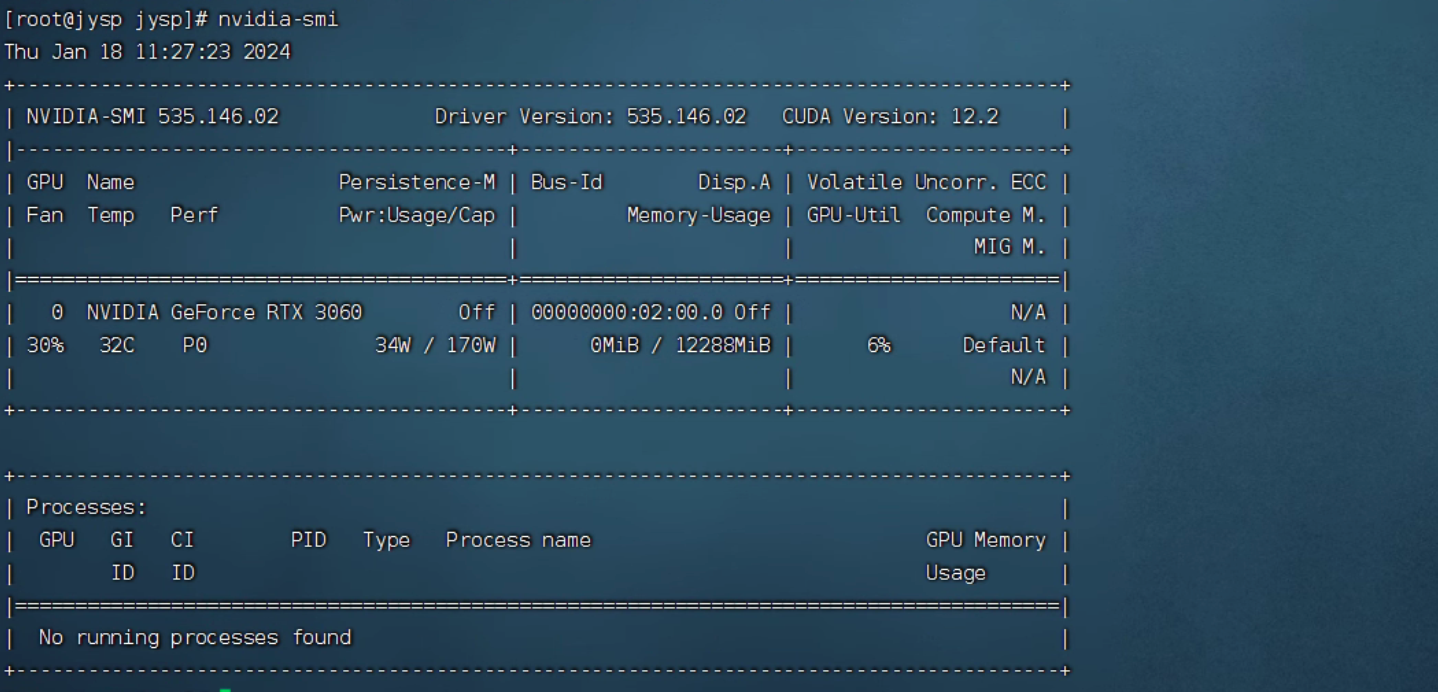 [root@jysp jysp]# nvidia-smi
Thu Jan 18 11:27:23 2024
+---------------------------------------------------------------------------------------+
| NVIDIA-SMI 535.146.02             Driver Version: 535.146.02   CUDA Version: 12.2     |
|-----------------------------------------+----------------------+----------------------+
| GPU  Name                 Persistence-M | Bus-Id        Disp.A | Volatile Uncorr. ECC |
| Fan  Temp   Perf          Pwr:Usage/Cap |         Memory-Usage | GPU-Util  Compute M. |
|                                         |                      |               MIG M. |
|=========================================+======================+======================|
|   0  NVIDIA GeForce RTX 3060        Off | 00000000:02:00.0 Off |                  N/A |
| 30%   32C    P0              34W / 170W |      0MiB / 12288MiB |      6%      Default |
|                                         |                      |                  N/A |
+-----------------------------------------+----------------------+----------------------+

+---------------------------------------------------------------------------------------+
| Processes:                                                                            |
|  GPU   GI   CI        PID   Type   Process name                            GPU Memory |
|        ID   ID                                                             Usage      |
|=======================================================================================|
|  No running processes found                                                           |
+---------------------------------------------------------------------------------------+